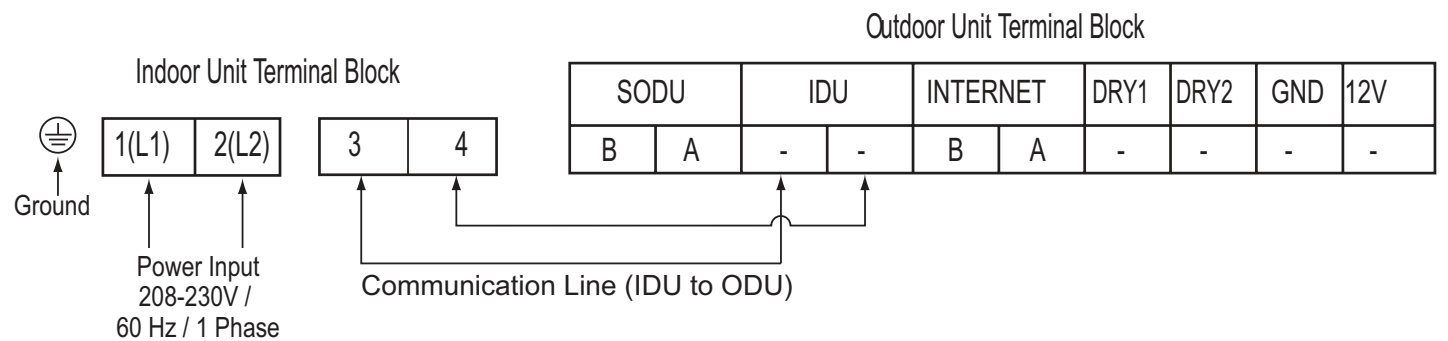 Outdoor Unit Terminal Block
Indoor Unit Terminal Block
SODU IDU INTERNET DRY1 DRY2 GND 12V
1(L1) 2(L2) 3 4
B A - - B A - - - -
Ground
Power Input
208-230V /
60 Hz / 1 Phase
Communication Line (IDU to ODU)